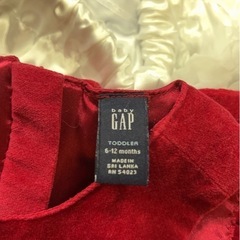 baby
GAP
TODDLER
6-12 months
MADE IN
SRI LANKA
RN 54023